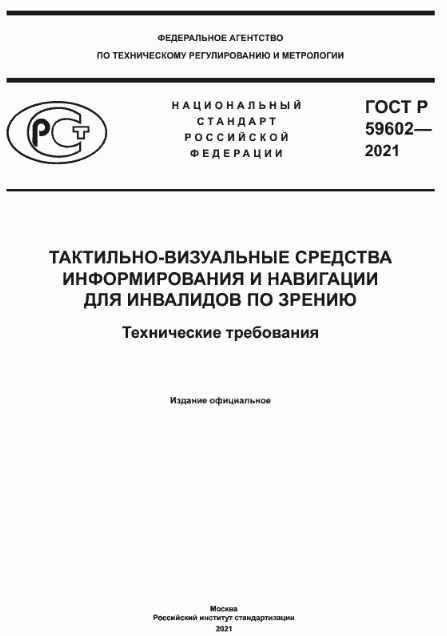 ФЕДЕРАЛЬНОЕ АГЕНТСТВО
ПО ТЕХНИЧЕСКОМУ РЕГУЛИРОВАНИЮ И МЕТРОЛОГИИ
РСТ
НАЦИОНАЛЬНЫЙ
СТАНДАРТ
РОССИЙСКОЙ
ФЕДЕРАЦИИ
ГОСТ Р
59602—
2021
ТАКТИЛЬНО-ВИЗУАЛЬНЫЕ СРЕДСТВА
ИНФОРМИРОВАНИЯ И НАВИГАЦИИ
ДЛЯ ИНВАЛИДОВ ПО ЗРЕНИЮ
Технические требования
Издание официальное
Москва
Российский институт стандартизации
2021